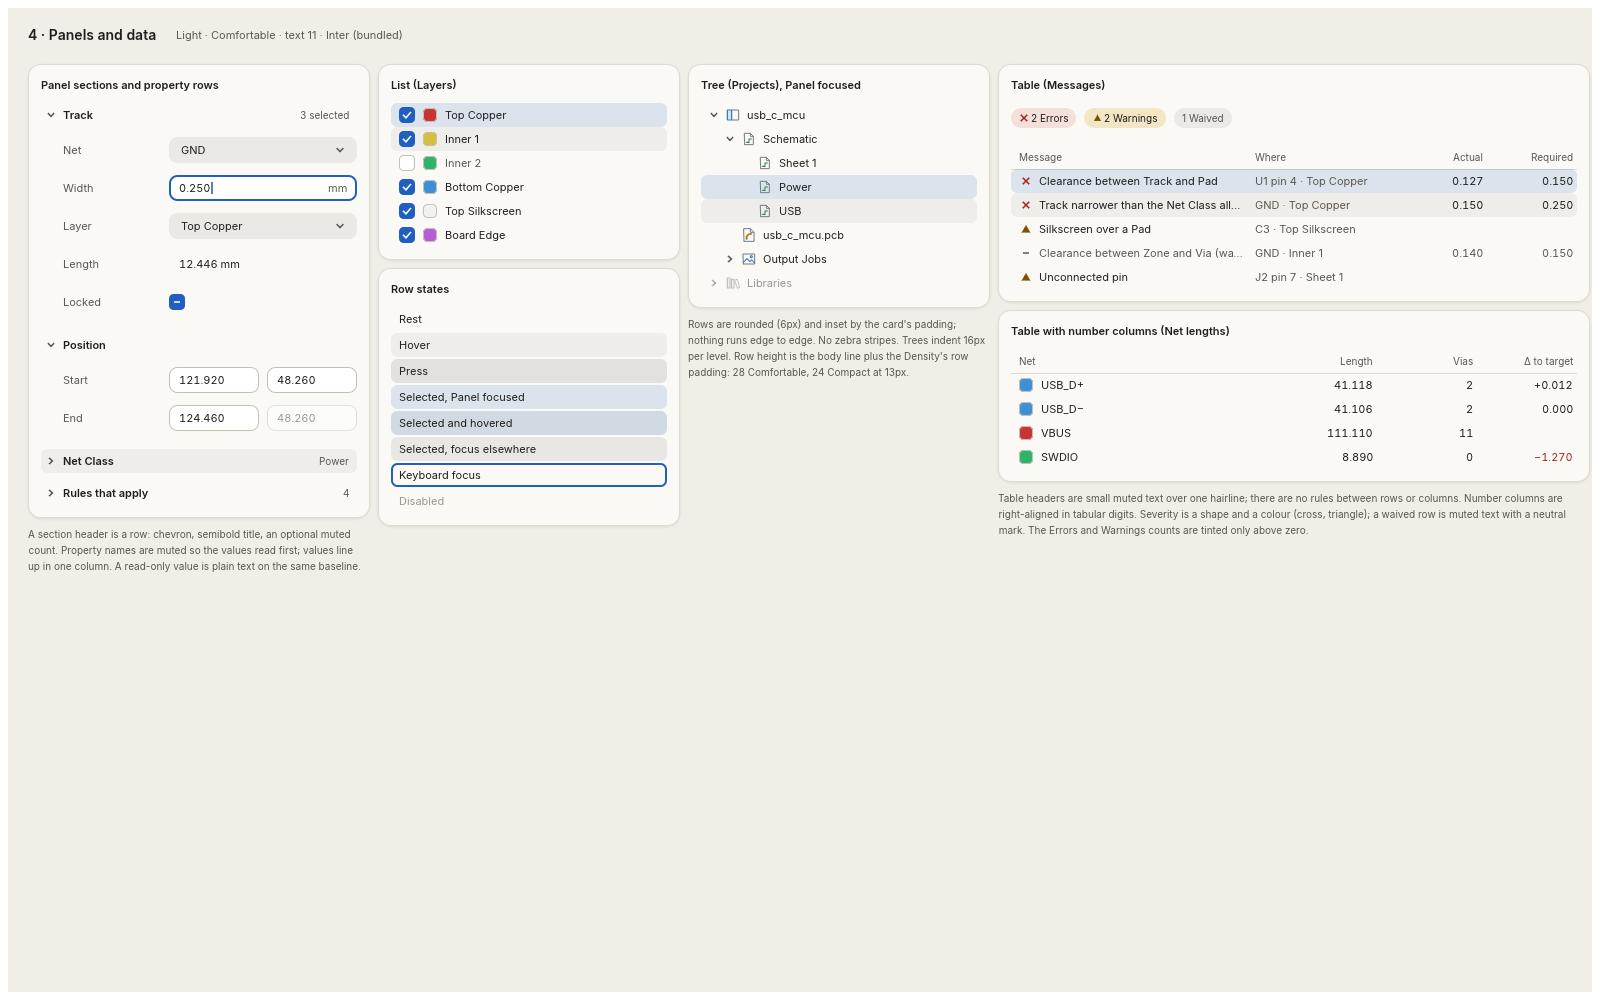 4 · Panels and data
Light · Comfortable · text 11 · Inter (bundled)
Panel sections and property rows
Track
3 selected
Net
GND
Width
0.250
mm
Layer
Top Copper
Length
12.446 mm
Locked
Position
Start
121.920
48.260
End
124.460
48.260
Net Class
Power
Rules that apply
4
A section header is a row: chevron, semibold title, an optional muted
count. Property names are muted so the values read first; values line
up in one column. A read-only value is plain text on the same baseline.
List (Layers)
Top Copper
Inner 1
Inner 2
Bottom Copper
Top Silkscreen
Board Edge
Row states
Rest
Hover
Press
Selected, Panel focused
Selected and hovered
Selected, focus elsewhere
Keyboard focus
Disabled
Tree (Projects), Panel focused
usb_c_mcu
Schematic
Sheet 1
Power
USB
usb_c_mcu.pcb
Output Jobs
Libraries
Rows are rounded (6px) and inset by the card's padding;
nothing runs edge to edge. No zebra stripes. Trees indent 16px
per level. Row height is the body line plus the Density's row
padding: 28 Comfortable, 24 Compact at 13px.
Table (Messages)
2 Errors
2 Warnings
1 Waived
Message Where Actual Required
Clearance between Track and Pad U1 pin 4 · Top Copper 0.127 0.150
Track narrower than the Net Class all... GND · Top Copper 0.150 0.250
Silkscreen over a Pad C3 · Top Silkscreen
Clearance between Zone and Via (wa... GND · Inner 1 0.140 0.150
Unconnected pin J2 pin 7 · Sheet 1
Table with number columns (Net lengths)
Net Length Vias Δ to target
USB_D+ 41.118 2 +0.012
USB_D− 41.106 2 0.000
VBUS 111.110 11
SWDIO 8.890 0 −1.270
Table headers are small muted text over one hairline; there are no rules between rows or columns. Number columns are
right-aligned in tabular digits. Severity is a shape and a colour (cross, triangle); a waived row is muted text with a neutral
mark. The Errors and Warnings counts are tinted only above zero.